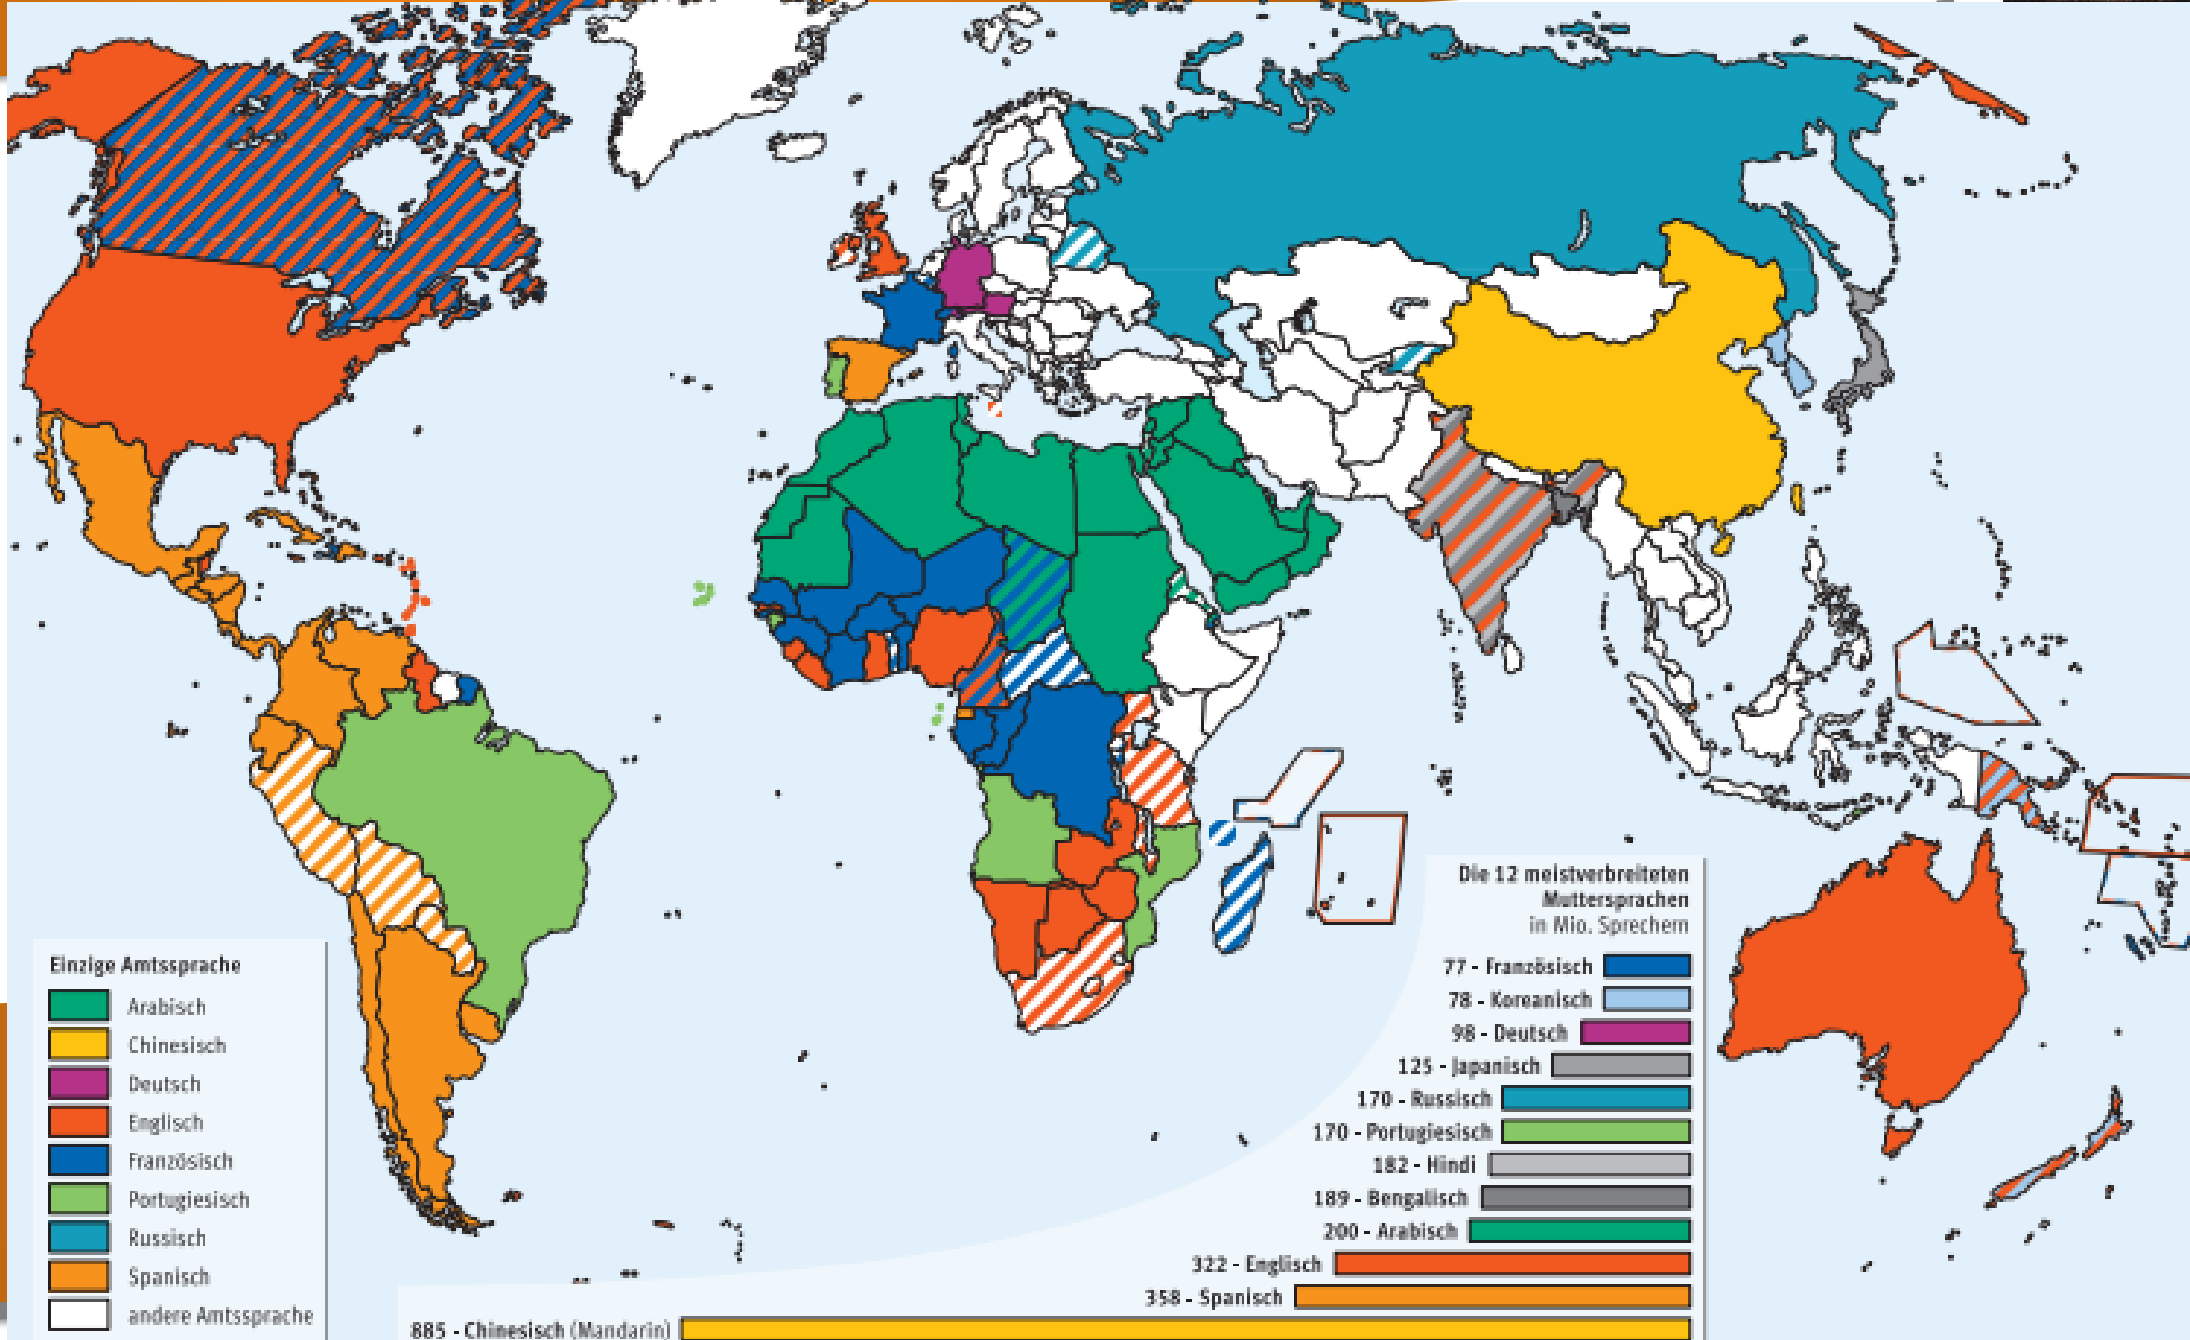 Einzige Amtssprache
Arabisch
Chinesisch
Deutsch
Englisch
Französisch
Portugiesisch
Russisch
Spanisch
andere Amtssprache
Die 12 meistverbreiteten
Muttersprachen
in Mio. Sprechern
77 - Französisch
78 - Koreanisch
98 - Deutsch
125 - Japanisch
170 - Russisch
170 - Portugiesisch
182 - Hindi
189 - Bengalisch
200 - Arabisch
322 - Englisch
358 - Spanisch
885 - Chinesisch (Mandarin)